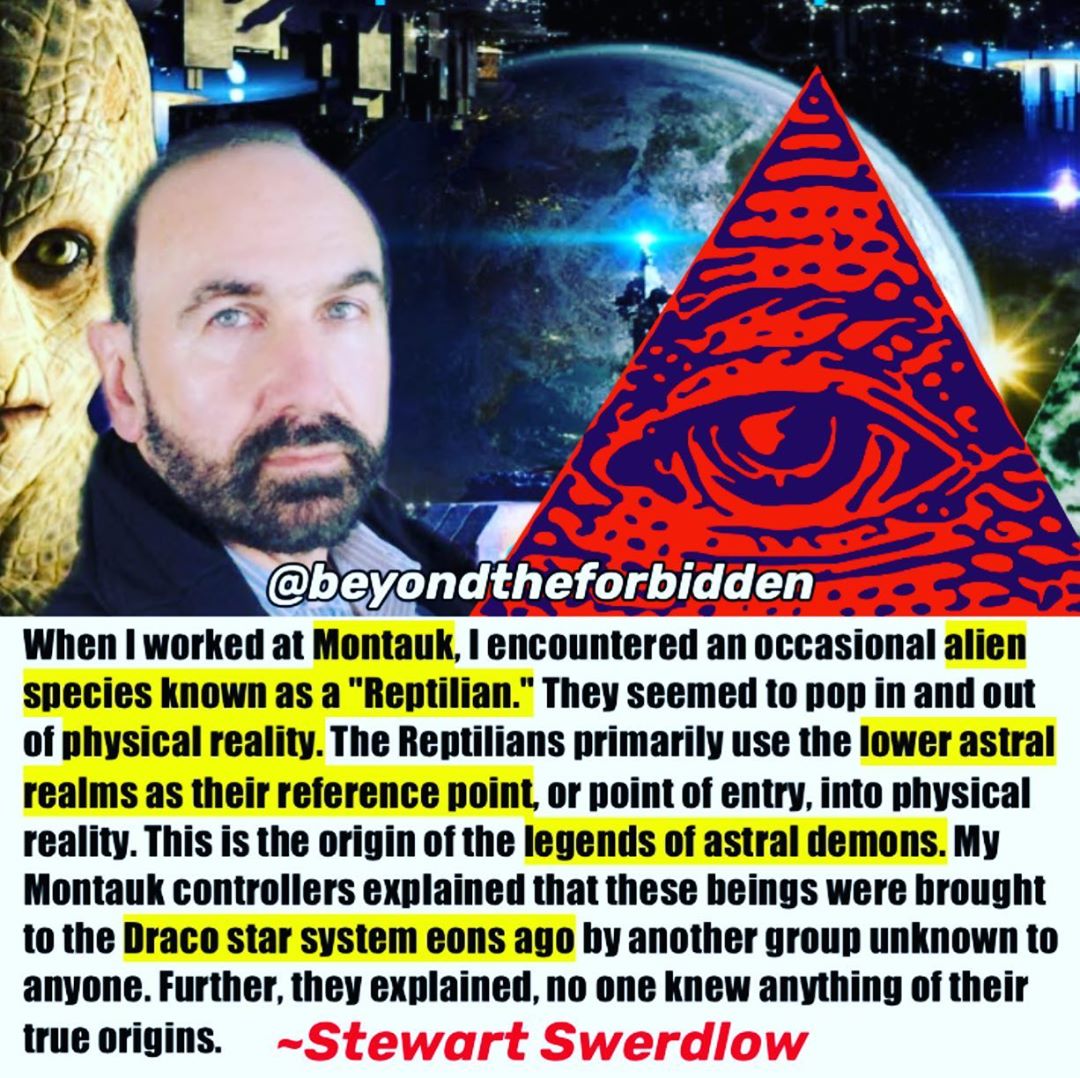 @beyondtheforbidden
When I worked at Montauk, I encountered an occasional alien
species known as a "Reptilian." They seemed to pop in and out
of physical reality. The Reptilians primarily use the lower astral
realms as their reference point, or point of entry, into physical
reality. This is the origin of the legends of astral demons. My
Montauk controllers explained that these beings were brought
to the Draco star system eons ago by another group unknown to
anyone. Further, they explained, no one knew anything of their
true origins. ~Stewart Swerdlow